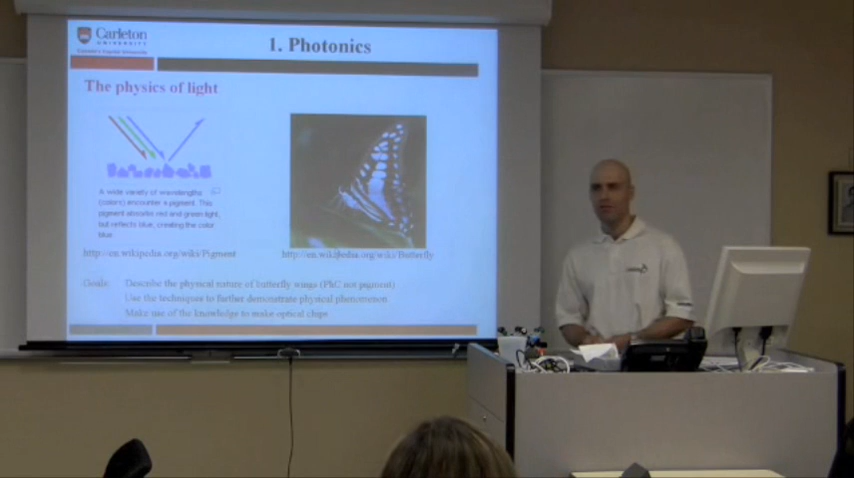 Carleton
UNIVERSITY
Canada's Capital University
1. Photonics
The physics of light
A wide variety of wavelengths
(colors) encounter a pigment. This
pigment absorbs red and green light,
but reflects blue, creating the color
blue.
http://en.wikipedia.org/wiki/Pigment
http://en.wikipedia.org/wiki/Butterfly
Goals: Describe the physical nature of butterfly wings (PhC not pigment)
Use the techniques to further demonstrate physical phenomenon
Make use of the knowledge to make optical chips